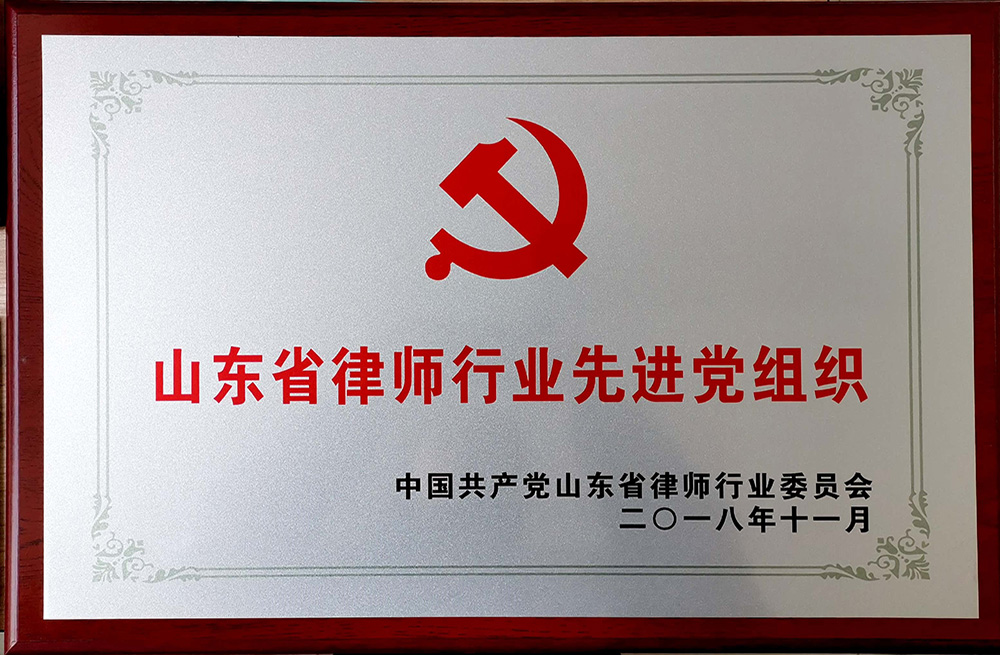 山东省律师行业先进党组织
中国共产党山东省律师行业委员会
二〇一八年十一月